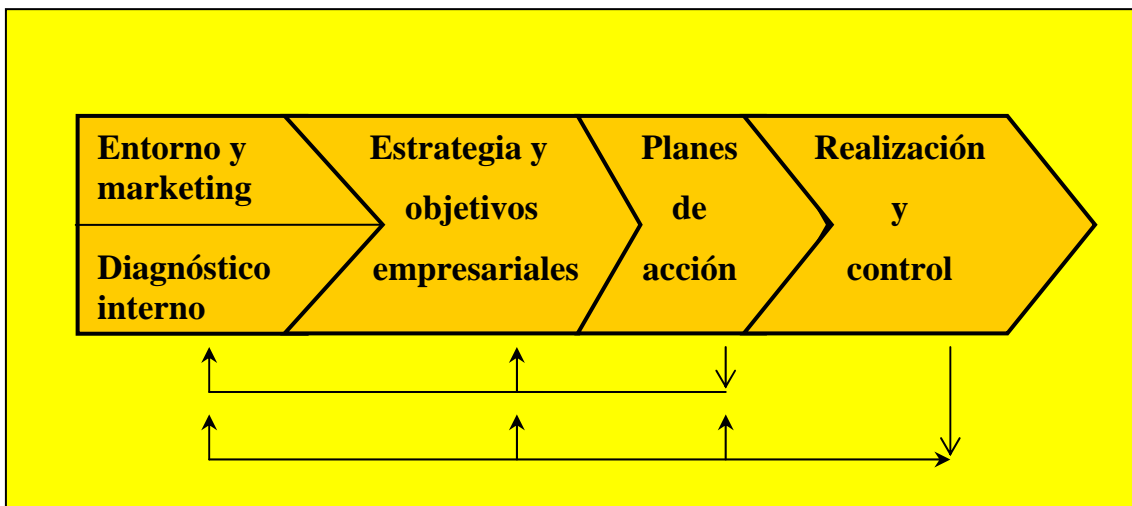 Entorno y
marketing
Diagnóstico
interno
Estrategia y
objetivos
empresariales
Planes
de
acción
Realización
y
control